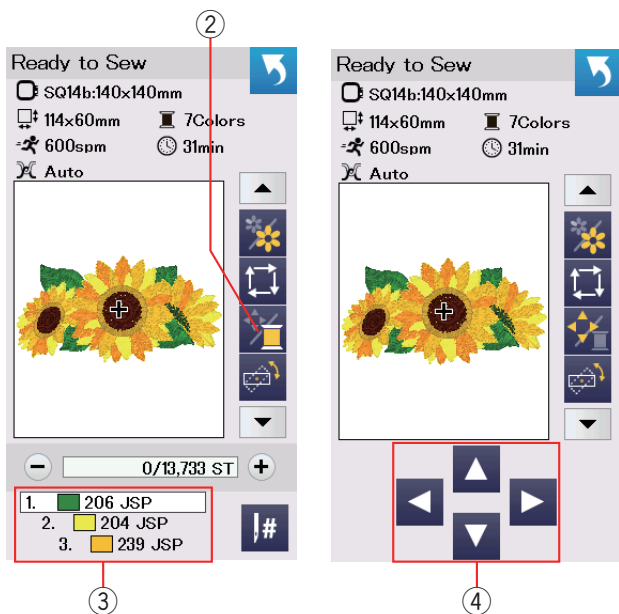 ②
Ready to Sew
SQ14b:140x140mm
114x60mm 7Colors
600spm 31min
Auto
0/13,733 ST
1. 206 JSP
2. 204 JSP
3. 239 JSP
#
③
Ready to Sew
SQ14b:140x140mm
114x60mm 7Colors
600spm 31min
Auto
④